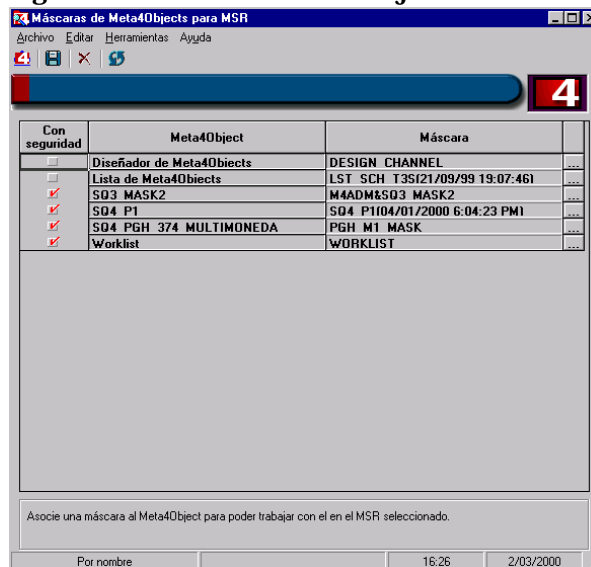 Máscaras de Meta4Objects para MSR
Archivo Editar Herramientas Ayuda
4
4
Con seguridad Meta4Object Máscara
Diseñador de Meta4Objects DESIGN CHANNEL ...
Lista de Meta4Objects LST SCH T3S(21/09/99 19:07:46) ...
SQ3 MASK2 M4ADM&SQ3 MASK2 ...
SQ4 P1 SQ4 P1(04/01/2000 6:04:23 PM) ...
SQ4 PGH 374 MULTIMONEDA PGH M1 MASK ...
Worklist WORKLIST ...
Asocie una máscara al Meta4Object para poder trabajar con el en el MSR seleccionado.
Por nombre 16:26 2/03/2000